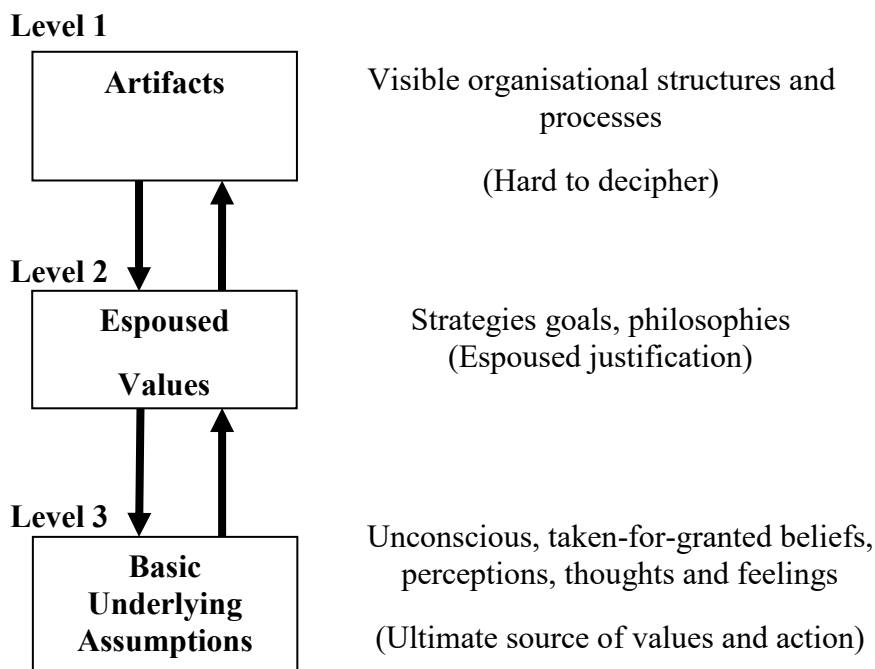 Level 1
Artifacts
Visible organisational structures and
processes
(Hard to decipher)
Level 2
Espoused
Values
Strategies goals, philosophies
(Espoused justification)
Level 3
Basic
Underlying
Assumptions
Unconscious, taken-for-granted beliefs,
perceptions, thoughts and feelings
(Ultimate source of values and action)